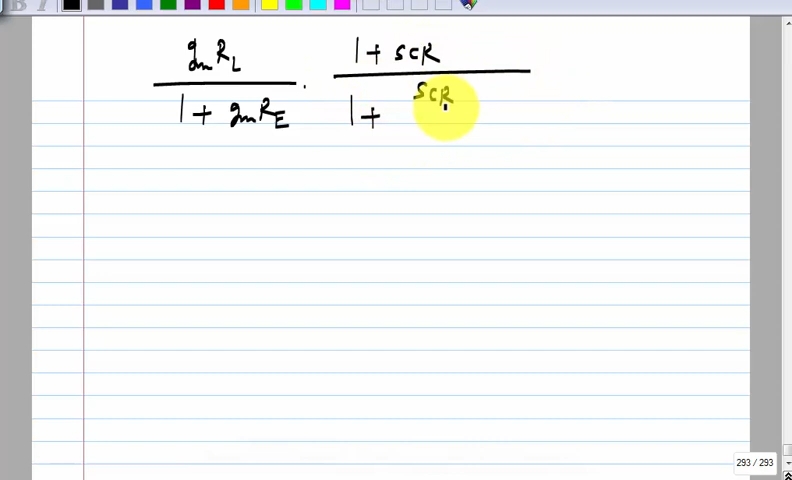 gmRL 1 + SCR
1 + gmRE . 1 + SCR
293 / 293